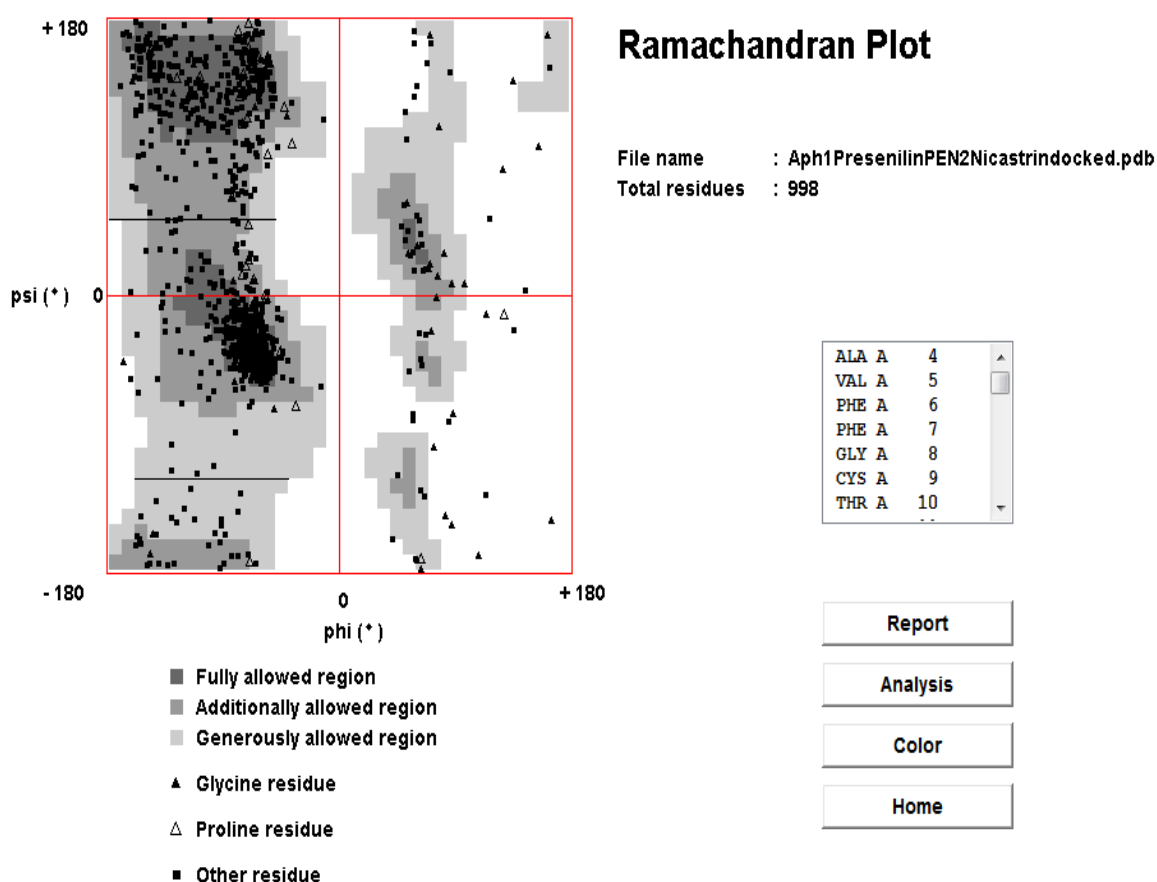 Ramachandran Plot
File name : Aph1PresenilinPEN2Nicastrindocked.pdb
Total residues : 998
+180
psi (°) 0
-180
0
+180
phi (°)
ALA A 4
VAL A 5
PHE A 6
PHE A 7
GLY A 8
CYS A 9
THR A 10
Fully allowed region
Additionally allowed region
Generously allowed region
Glycine residue
Proline residue
Other residue
Report
Analysis
Color
Home